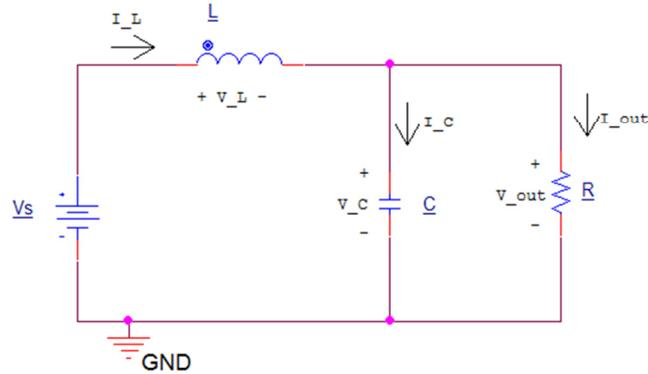 I_L
L
+ V_L -
I_C
I_out
+
-
Vs
+
V_C
-
C
+
V_out
-
R
GND